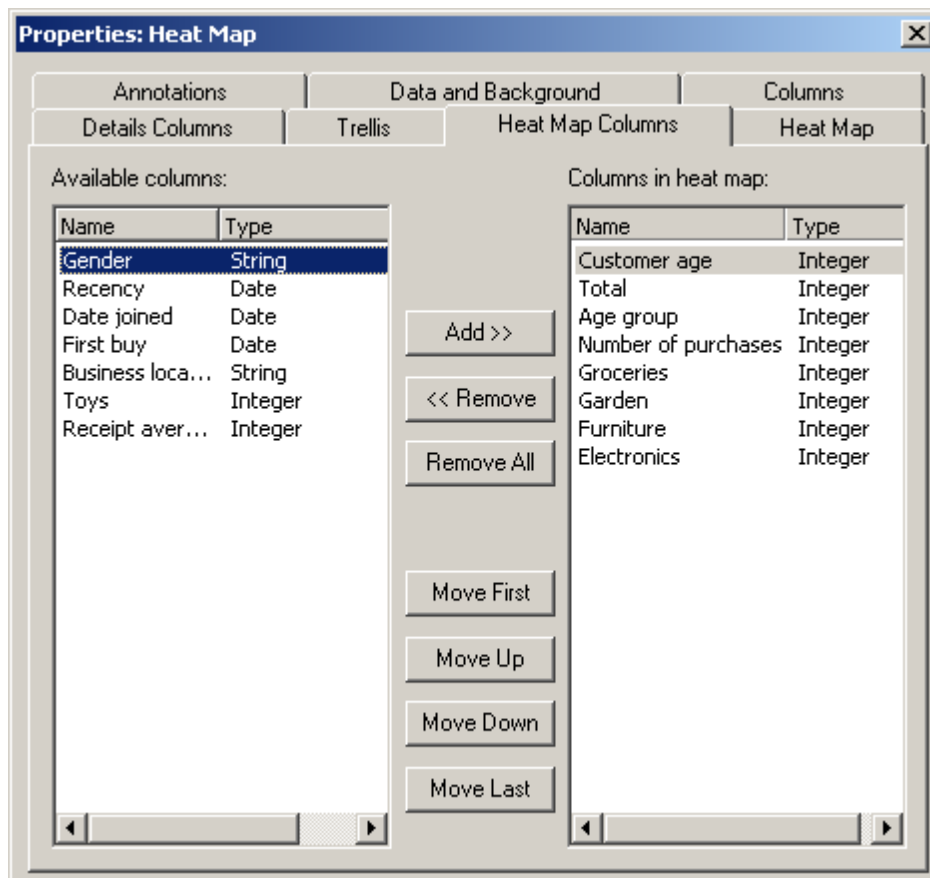 Properties: Heat Map
Annotations Data and Background Columns
Details Columns Trellis Heat Map Columns Heat Map
Available columns:
Name Type
Gender String
Recency Date
Date joined Date
First buy Date
Business loca... String
Toys Integer
Receipt aver... Integer
Add >>
<< Remove
Remove All
Move First
Move Up
Move Down
Move Last
Columns in heat map:
Name Type
Customer age Integer
Total Integer
Age group Integer
Number of purchases Integer
Groceries Integer
Garden Integer
Furniture Integer
Electronics Integer